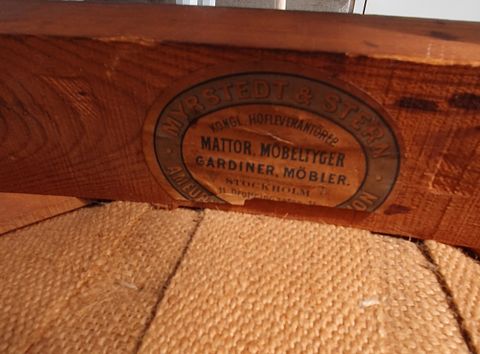 MYRSTEDT & STERN
KONGL. HOFLEVERANTÖRER
MATTOR, MÖBELTYGER
GARDINER, MÖBLER.
STOCKHOLM